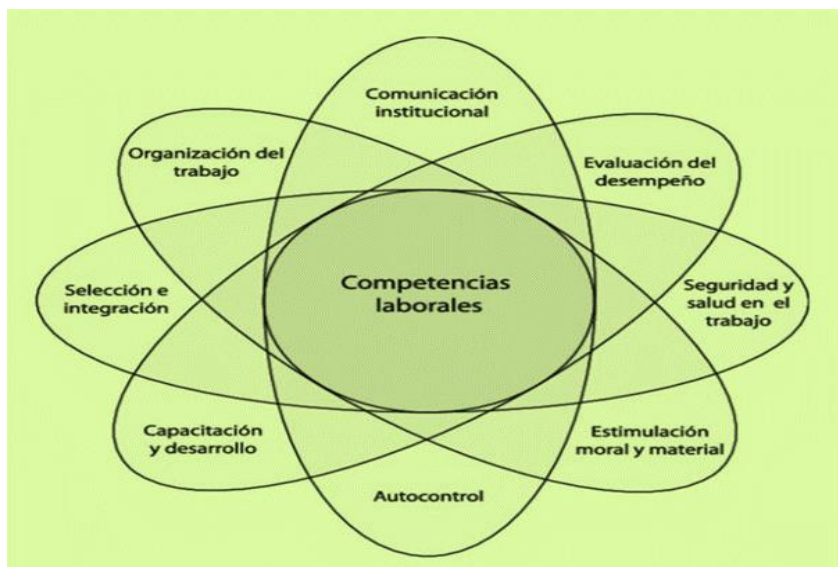 Comunicación
institucional
Organización del
trabajo
Evaluación del
desempeño
Selección e
integración
Competencias
laborales
Seguridad y
salud en el
trabajo
Capacitación
y desarrollo
Estimulación
moral y material
Autocontrol